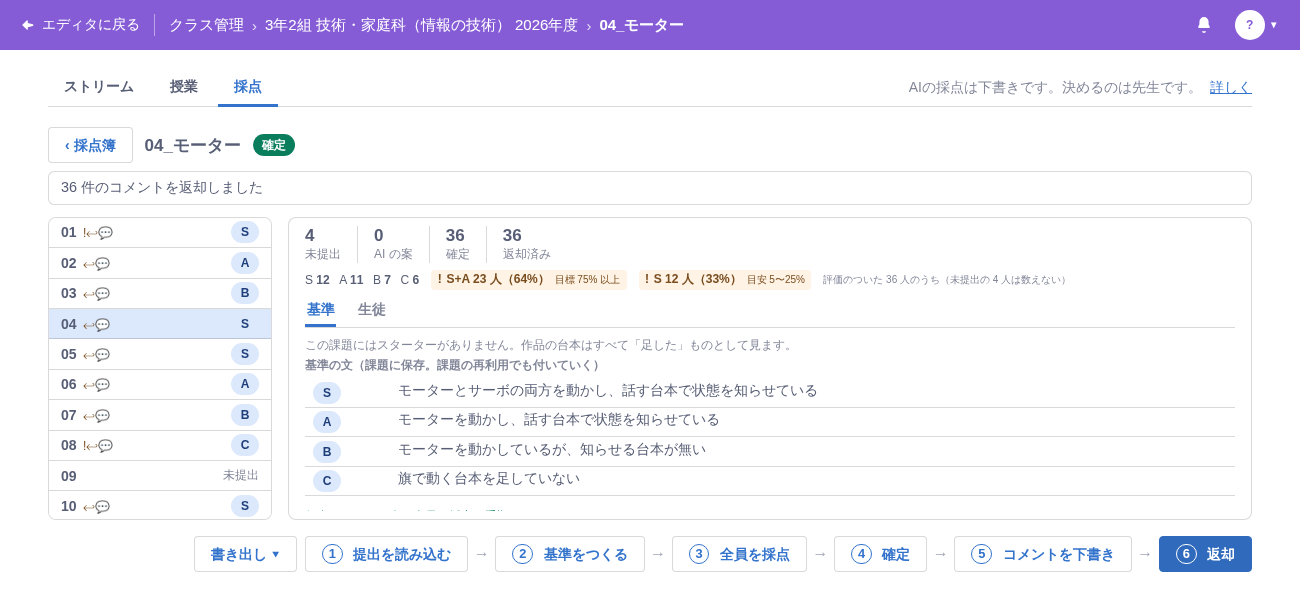 エディタに戻る クラス管理 › 3年2組 技術・家庭科（情報の技術） 2026年度 › 04_モーター ?
ストリーム 授業 採点 AIの採点は下書きです。決めるのは先生です。 詳しく
‹ 採点簿 04_モーター 確定
36 件のコメントを返却しました
01 ! S
02 A
03 B
04 S
05 S
06 A
07 B
08 ! C
09 未提出
10 S
4 0 36 36
未提出 AI の案 確定 返却済み
S 12 A 11 B 7 C 6 ! S+A 23 人（64%） 目標 75% 以上 ! S 12 人（33%） 目安 5〜25% 評価のついた 36 人のうち（未提出の 4 人は数えない）
基準 生徒
この課題にはスターターがありません。作品の台本はすべて「足した」ものとして見ます。
基準の文（課題に保存。課題の再利用でも付いていく）
S モーターとサーボの両方を動かし、話す台本で状態を知らせている
A モーターを動かし、話す台本で状態を知らせている
B モーターを動かしているが、知らせる台本が無い
C 旗で動く台本を足していない
書き出し ▾ 1 提出を読み込む → 2 基準をつくる → 3 全員を採点 → 4 確定 → 5 コメントを下書き → 6 返却